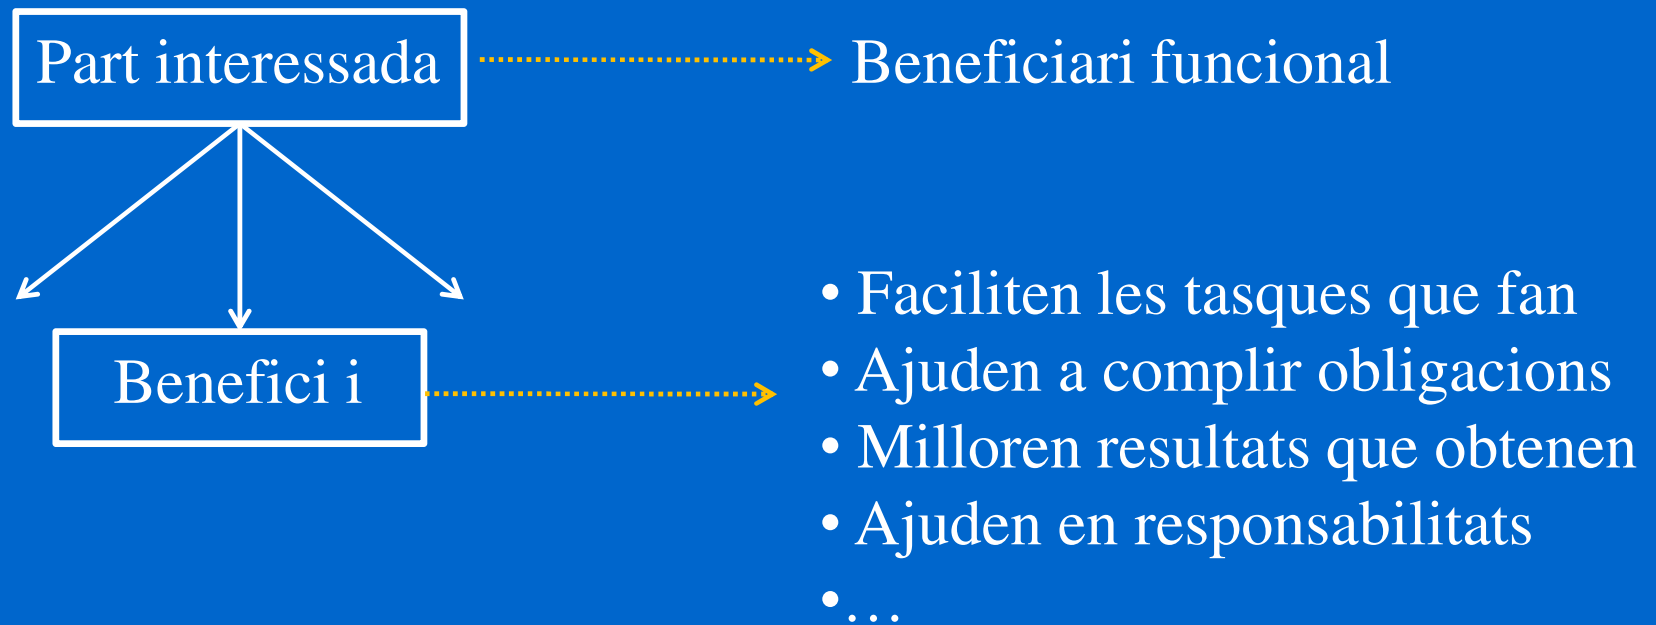 Part interessada
Beneficiari funcional
Benefici i
• Faciliten les tasques que fan
• Ajuden a complir obligacions
• Milloren resultats que obtenen
• Ajuden en responsabilitats
•…